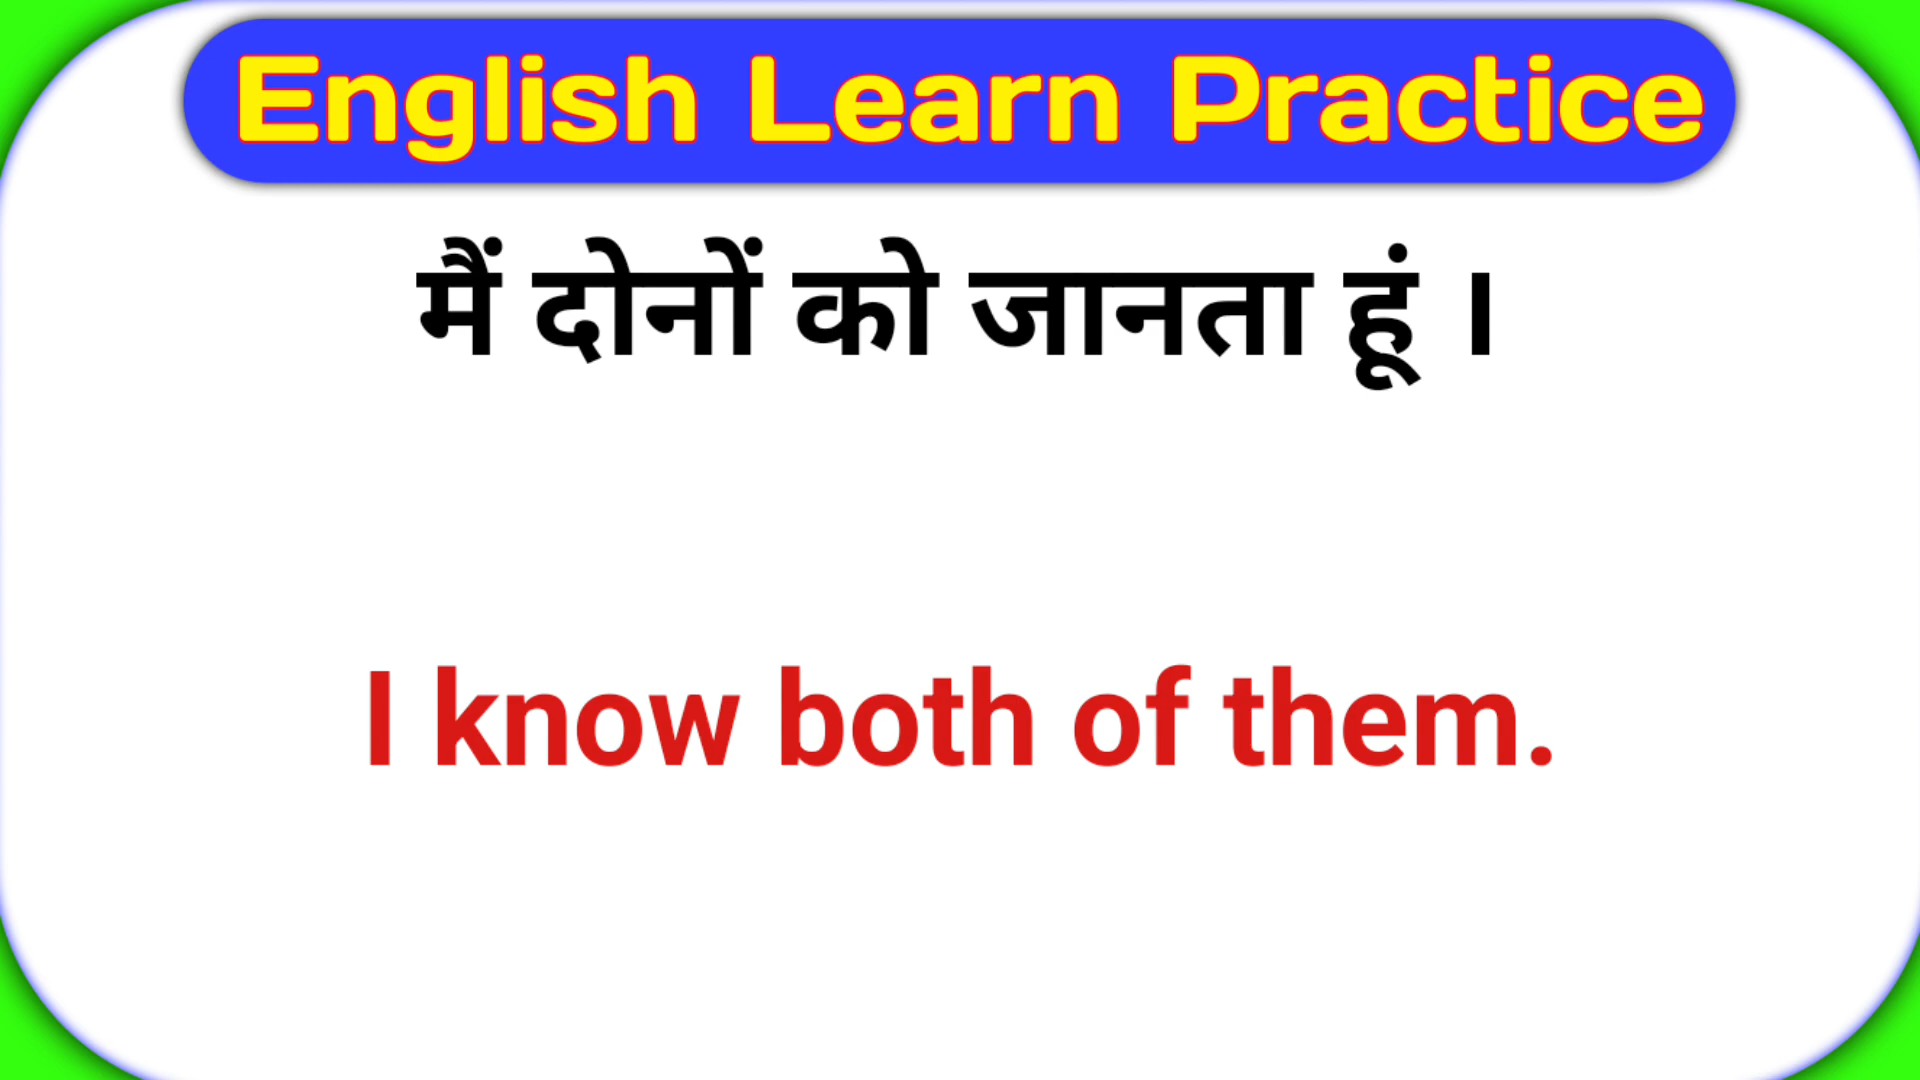 English Learn Practice
मैं दोनों को जानता हूं ।
I know both of them.